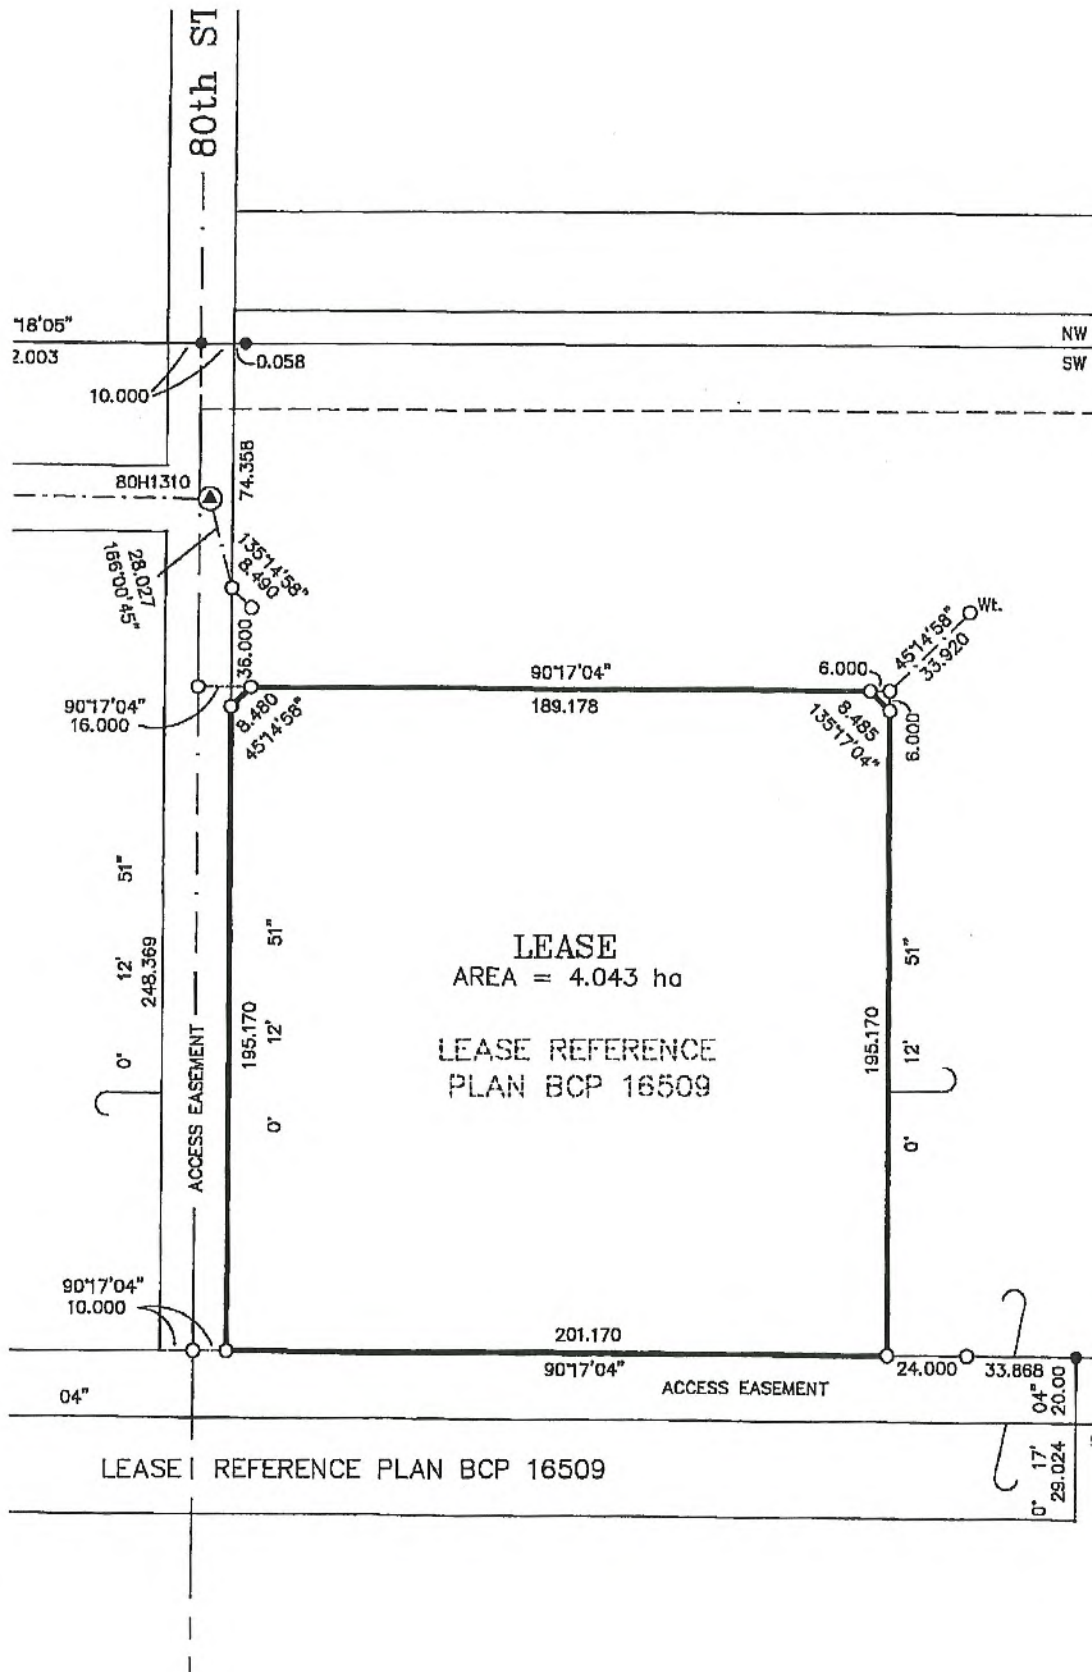 80th ST
°18'05"
2.003
10.000
0.058
NW
SW
80H1310
74.358
28.027
166°00'45"
135°14'58"
8.490
36.000
90°17'04"
16.000
8.480
45°14'58"
90°17'04"
189.178
6.000
45°14'58"
33.920
Wt.
8.485
135°17'04"
6.000
0° 12' 51"
248.369
ACCESS EASEMENT
195.170
0° 12' 51"
LEASE
AREA = 4.043 ha
LEASE REFERENCE
PLAN BCP 16509
195.170
0° 12' 51"
90°17'04"
10.000
201.170
90°17'04"
24.000
33.868
ACCESS EASEMENT
04"
0° 17' 04"
29.024
20.00
LEASE REFERENCE PLAN BCP 16509